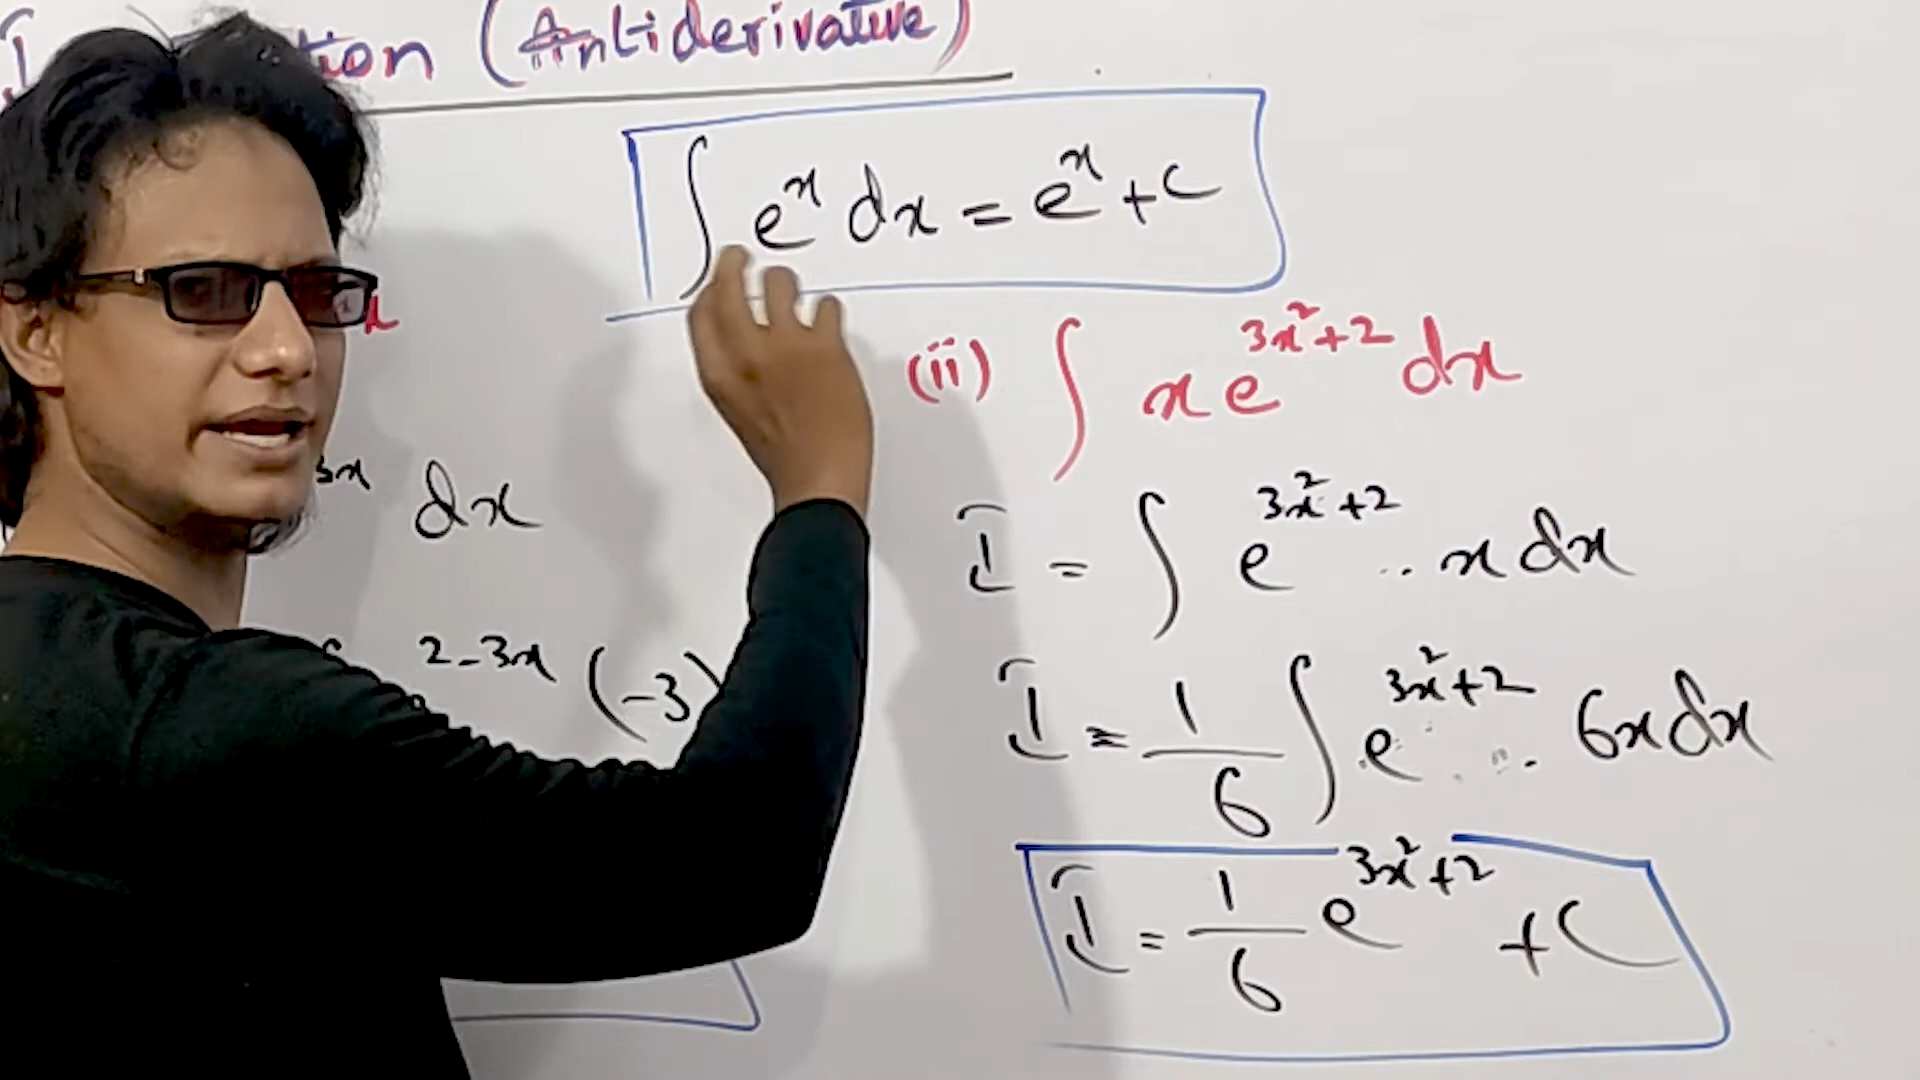 (Antiderivative)
∫ eˣ dx = eˣ + c
(ii) ∫ x e^{3x²+2} dx
dx
I = ∫ e^{3x²+2} .. x dx
2-3x (-3)
I = 1/6 ∫ e^{3x²+2} . 6x dx
I = 1/6 e^{3x²+2} + C